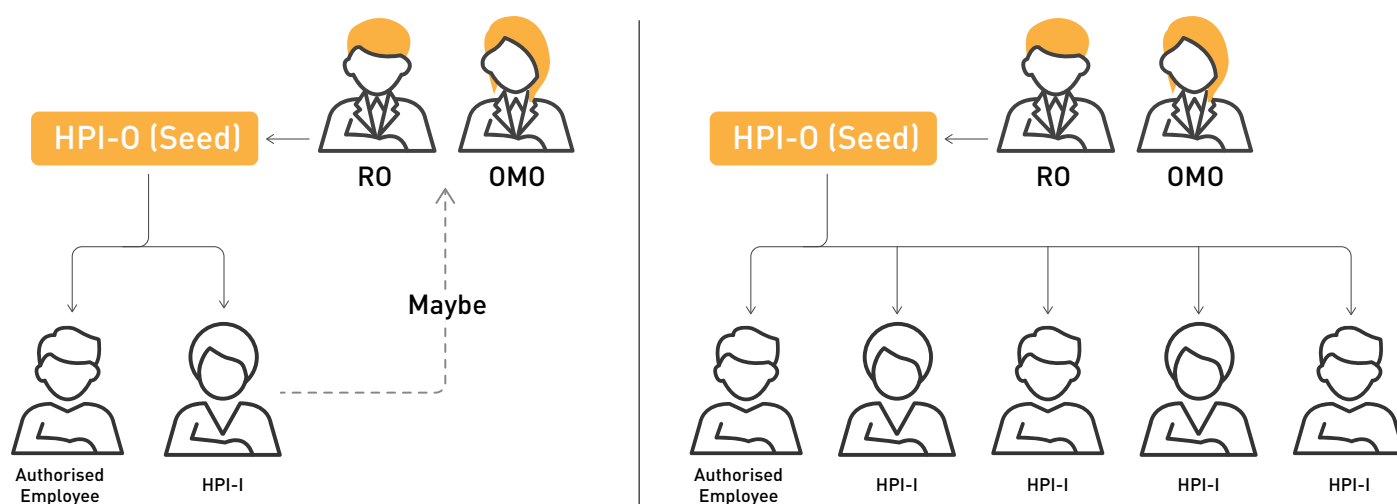 HPI-O (Seed)
RO
OMO
Maybe
Authorised
Employee
HPI-I
HPI-O (Seed)
RO
OMO
Authorised
Employee
HPI-I
HPI-I
HPI-I
HPI-I